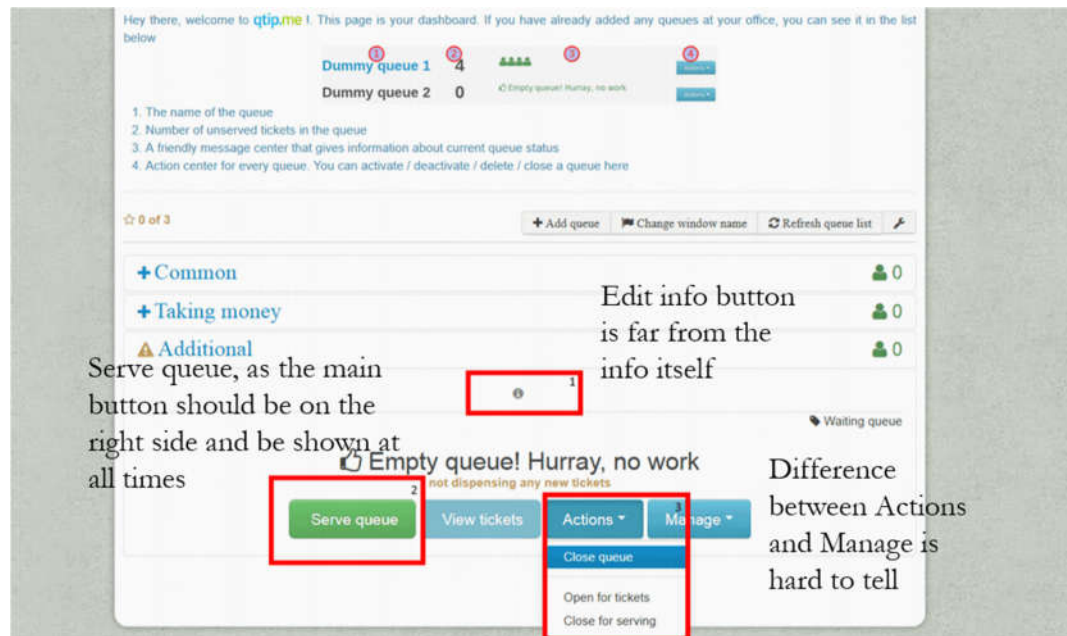 Hey there, welcome to qtip.me !. This page is your dashboard. If you have already added any queues at your office, you can see it in the list
below
1 2 3 4
Dummy queue 1 4
Dummy queue 2 0 Empty queue! Hurray, no work
1. The name of the queue
2. Number of unserved tickets in the queue
3. A friendly message center that gives information about current queue status
4. Action center for every queue. You can activate / deactivate / delete / close a queue here
0 of 3 Add queue Change window name Refresh queue list
Common 0
Taking money 0
Additional 0
Edit info button
is far from the
info itself
Serve queue, as the main
button should be on the
right side and be shown at
all times
1
Waiting queue
Empty queue! Hurray, no work
not dispensing any new tickets
2 3
Serve queue View tickets Actions Manage
Close queue
Open for tickets
Close for serving
Difference
between Actions
and Manage is
hard to tell